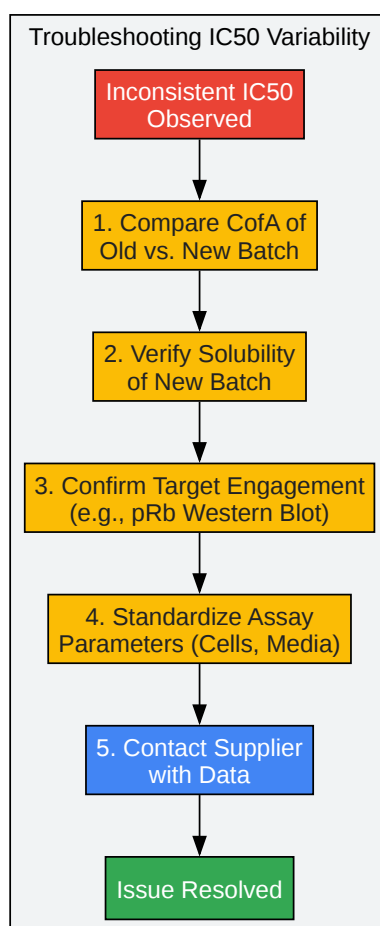 Troubleshooting IC50 Variability
Inconsistent IC50
Observed
1. Compare CofA of
Old vs. New Batch
2. Verify Solubility
of New Batch
3. Confirm Target Engagement
(e.g., pRb Western Blot)
4. Standardize Assay
Parameters (Cells, Media)
5. Contact Supplier
with Data
Issue Resolved